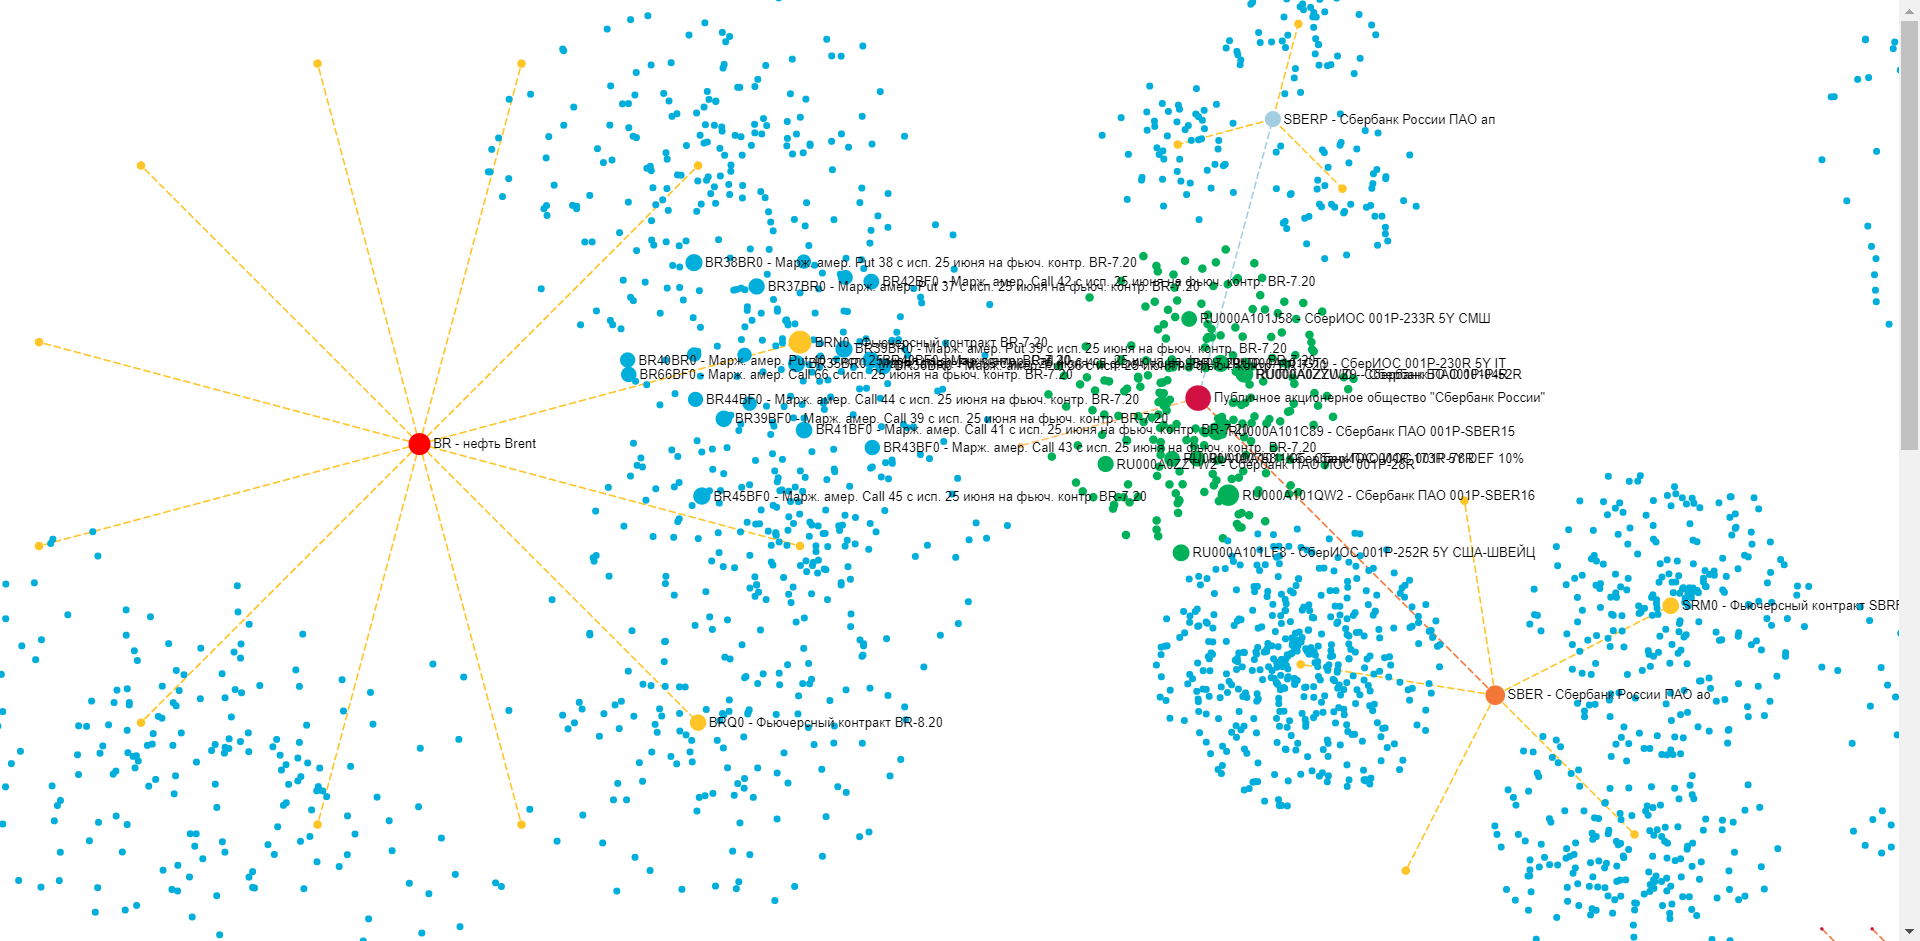 SBERP - Сбербанк России ПАО ап
BR38BR0 - Марж. амер. Put 38 с исп. 25 июня на фьюч. контр. BR-7.20
BR42BF0 - Марж. амер. Call 42 с исп. 25 июня на фьюч. контр. BR-7.20
BR37BR0 - Марж. амер. Put 37 с исп. 25 июня на фьюч. контр. BR-7.20
RU000A101J58 - СберИОС 001P-233R 5Y СМШ
BRN0 - Фьючерсный контракт BR-7.20
BR39BR0 - Марж. амер. Put 39 с исп. 25 июня на фьюч. контр. BR-7.20
BR40BR0 - Марж. амер. Put
- СберИОС 001P-230R 5Y IT
BR66BF0 - Марж. амер. Call 66 с исп. 25 июня на фьюч. контр. BR-7.20
Публичное акционерное общество "Сбербанк России"
BR44BF0 - Марж. амер. Call 44 с исп. 25 июня на фьюч. контр. BR-7.20
BR39BF0 - Марж. амер. Call 39 с исп. 25 июня на фьюч. контр. BR-7.20
BR41BF0 - Марж. амер. Call 41 с исп. 25 июня на фьюч. контр. BR-7.20
RU000A101C89 - Сбербанк ПАО 001P-SBER15
BR - нефть Brent
BR43BF0 - Марж. амер. Call 43 с исп. 25 июня на фьюч. контр. BR-7.20
DEF 10%
RU000A0ZZYW2 - Сбербанк ПАО ИОС 001P-28R
BR45BF0 - Марж. амер. Call 45 с исп. 25 июня на фьюч. контр. BR-7.20
RU000A101QW2 - Сбербанк ПАО 001P-SBER16
RU000A101LF8 - СберИОС 001P-252R 5Y США-ШВЕЙЦ
SRM0 - Фьючерсный контракт SBRF
SBER - Сбербанк России ПАО ао
BRQ0 - Фьючерсный контракт BR-8.20